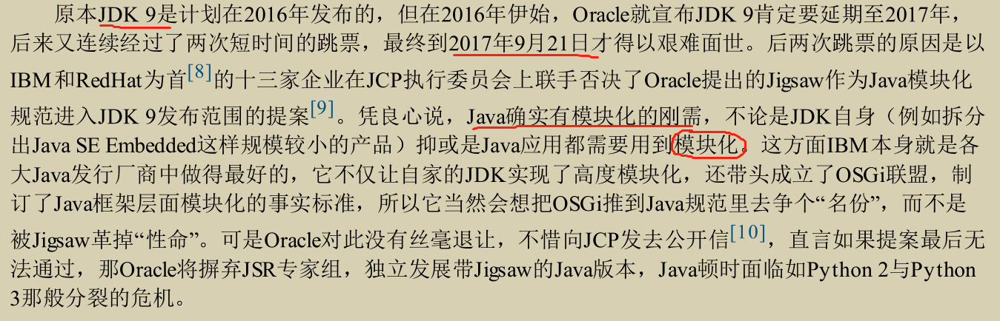 原本JDK 9是计划在2016年发布的，但在2016年伊始，Oracle就宣布JDK 9肯定要延期至2017年，
后来又连续经过了两次短时间的跳票，最终到2017年9月21日才得以艰难面世。后两次跳票的原因是以
IBM和RedHat为首[8]的十三家企业在JCP执行委员会上联手否决了Oracle提出的Jigsaw作为Java模块化
规范进入JDK 9发布范围的提案[9]。凭良心说，Java确实有模块化的刚需，不论是JDK自身（例如拆分
出Java SE Embedded这样规模较小的产品）抑或是Java应用都需要用到模块化。这方面IBM本身就是各
大Java发行厂商中做得最好的，它不仅让自家的JDK实现了高度模块化，还带头成立了OSGi联盟，制
订了Java框架层面模块化的事实标准，所以它当然会想把OSGi推到Java规范里去争个“名份”，而不是
被Jigsaw革掉“性命”。可是Oracle对此没有丝毫退让，不惜向JCP发去公开信[10]，直言如果提案最后无
法通过，那Oracle将摒弃JSR专家组，独立发展带Jigsaw的Java版本，Java顿时面临如Python 2与Python
3那般分裂的危机。